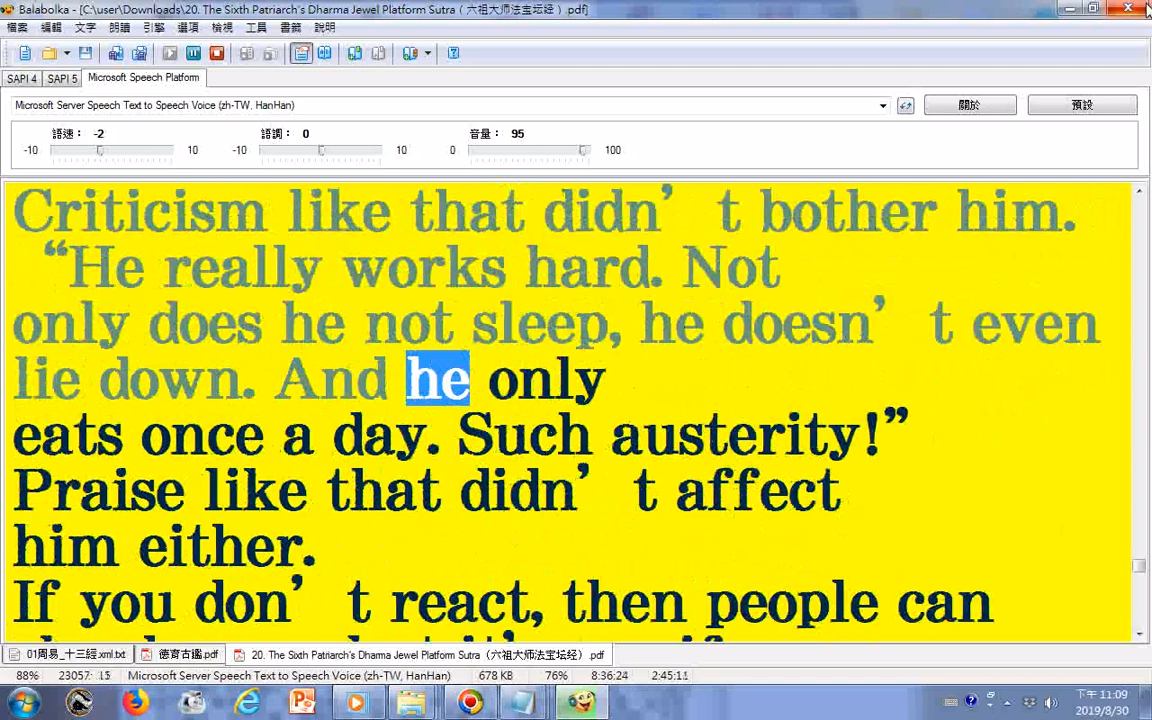 Balabolka - [C:\user\Downloads\20. The Sixth Patriarch's Dharma Jewel Platform Sutra（六祖大师法宝坛经）.pdf]
檔案 編輯 文字 朗讀 引擎 選項 檢視 工具 書籤 說明
SAPI 4 SAPI 5 Microsoft Speech Platform
Microsoft Server Speech Text to Speech Voice (zh-TW, HanHan) 關於 預設
語速： -2 語調： 0 音量： 95
-10 10 -10 10 0 100
Criticism like that didn’t bother him.
“He really works hard. Not
only does he not sleep, he doesn’t even
lie down. And he only
eats once a day. Such austerity!”
Praise like that didn’t affect
him either.
If you don’t react, then people can
01周易_十三經.xml.txt 德育古鑑.pdf 20. The Sixth Patriarch's Dharma Jewel Platform Sutra（六祖大师法宝坛经）.pdf
88% 23057: 15 Microsoft Server Speech Text to Speech Voice (zh-TW, HanHan) 678 KB 76% 8:36:24 2:45:11
下午 11:09
2019/8/30